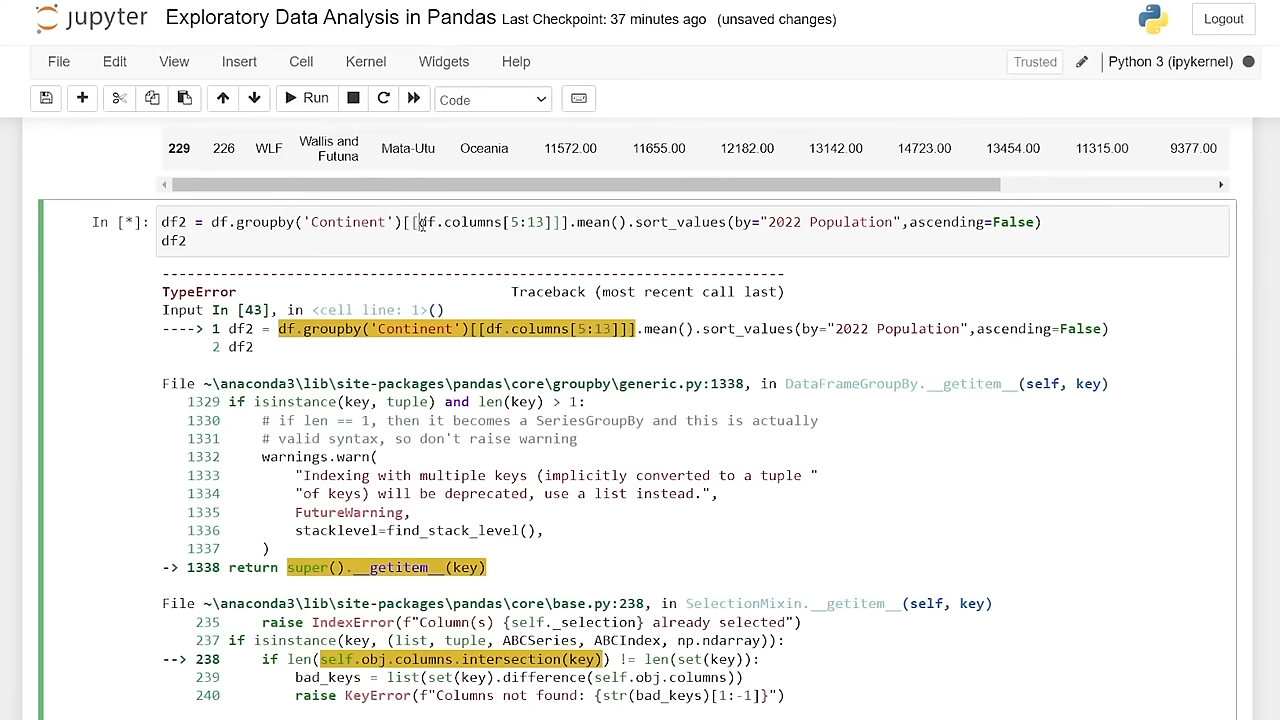 jupyter Exploratory Data Analysis in Pandas Last Checkpoint: 37 minutes ago (unsaved changes) Logout
File Edit View Insert Cell Kernel Widgets Help Trusted Python 3 (ipykernel)
Run Code
229 226 WLF Wallis and Futuna Mata-Utu Oceania 11572.00 11655.00 12182.00 13142.00 14723.00 13454.00 11315.00 9377.00
In [*]: df2 = df.groupby('Continent')[[df.columns[5:13]]].mean().sort_values(by="2022 Population",ascending=False)
df2
---------------------------------------------------------------------------
TypeError Traceback (most recent call last)
Input In [43], in <cell line: 1>()
----> 1 df2 = df.groupby('Continent')[[df.columns[5:13]]].mean().sort_values(by="2022 Population",ascending=False)
2 df2
File ~\anaconda3\lib\site-packages\pandas\core\groupby\generic.py:1338, in DataFrameGroupBy.__getitem__(self, key)
1329 if isinstance(key, tuple) and len(key) > 1:
1330 # if len == 1, then it becomes a SeriesGroupBy and this is actually
1331 # valid syntax, so don't raise warning
1332 warnings.warn(
1333 "Indexing with multiple keys (implicitly converted to a tuple "
1334 "of keys) will be deprecated, use a list instead.",
1335 FutureWarning,
1336 stacklevel=find_stack_level(),
1337 )
-> 1338 return super().__getitem__(key)
File ~\anaconda3\lib\site-packages\pandas\core\base.py:238, in SelectionMixin.__getitem__(self, key)
235 raise IndexError(f"Column(s) {self._selection} already selected")
237 if isinstance(key, (list, tuple, ABCSeries, ABCIndex, np.ndarray)):
--> 238 if len(self.obj.columns.intersection(key)) != len(set(key)):
239 bad_keys = list(set(key).difference(self.obj.columns))
240 raise KeyError(f"Columns not found: {str(bad_keys)[1:-1]}")